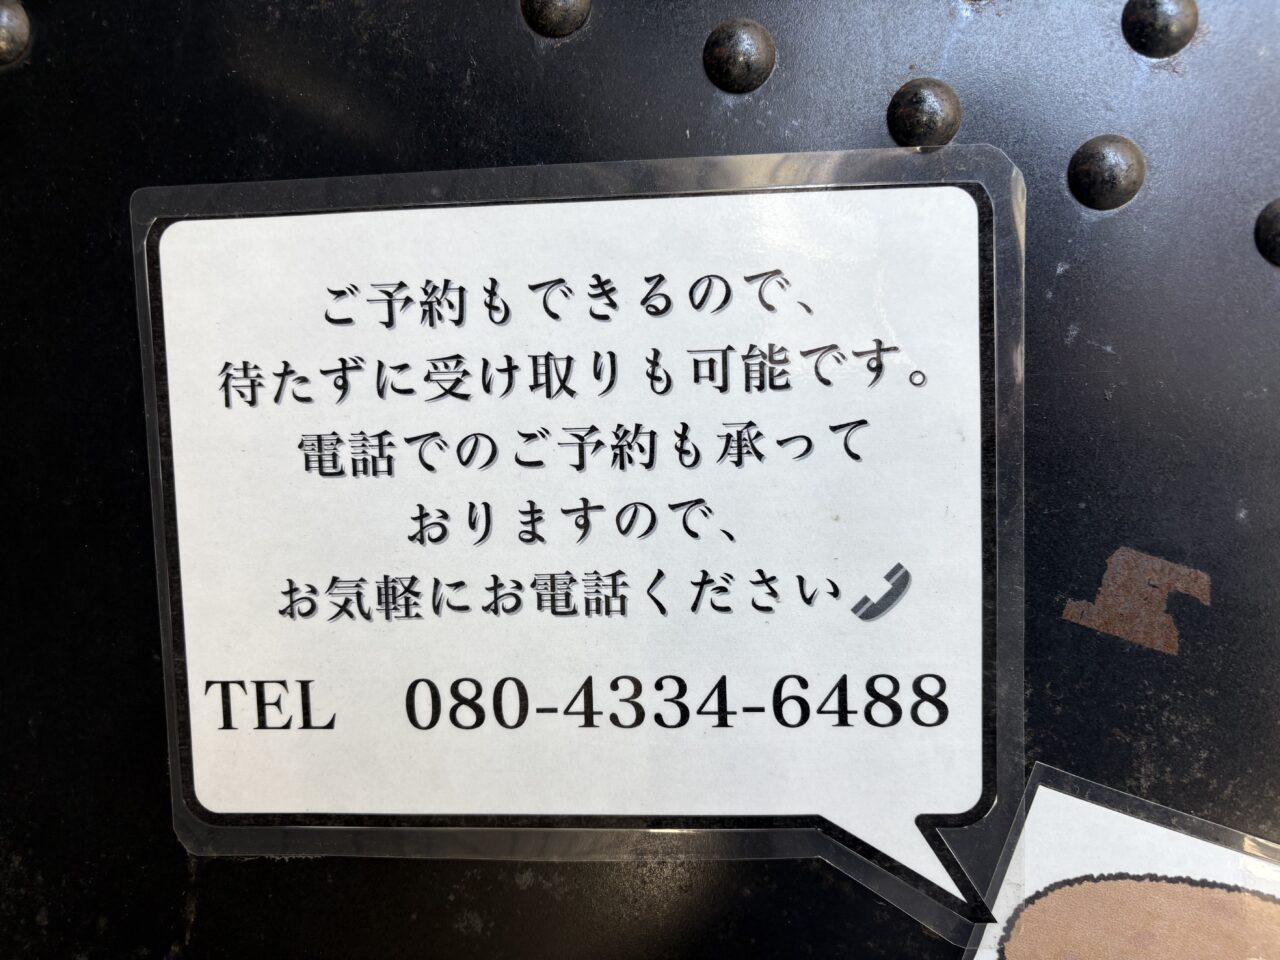 ご予約もできるので、
待たずに受け取りも可能です。
電話でのご予約も承って
おりますので、
お気軽にお電話ください
TEL 080-4334-6488